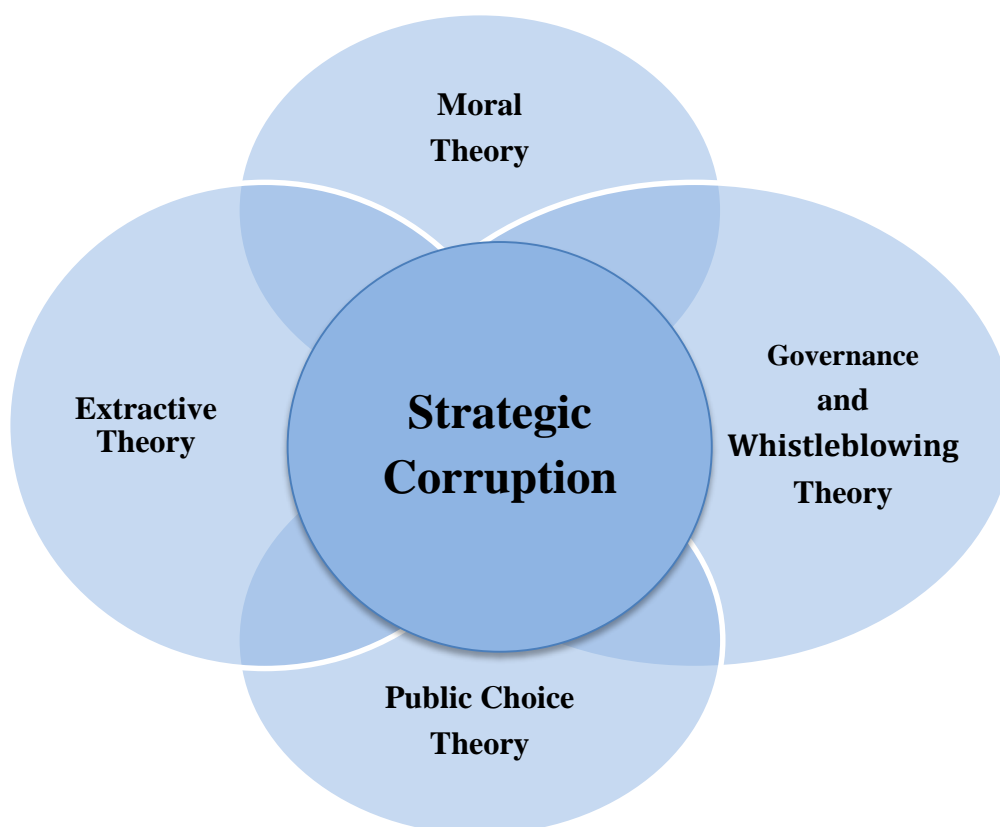 Moral
Theory
Extractive
Theory
Strategic
Corruption
Governance
and
Whistleblowing
Theory
Public Choice
Theory